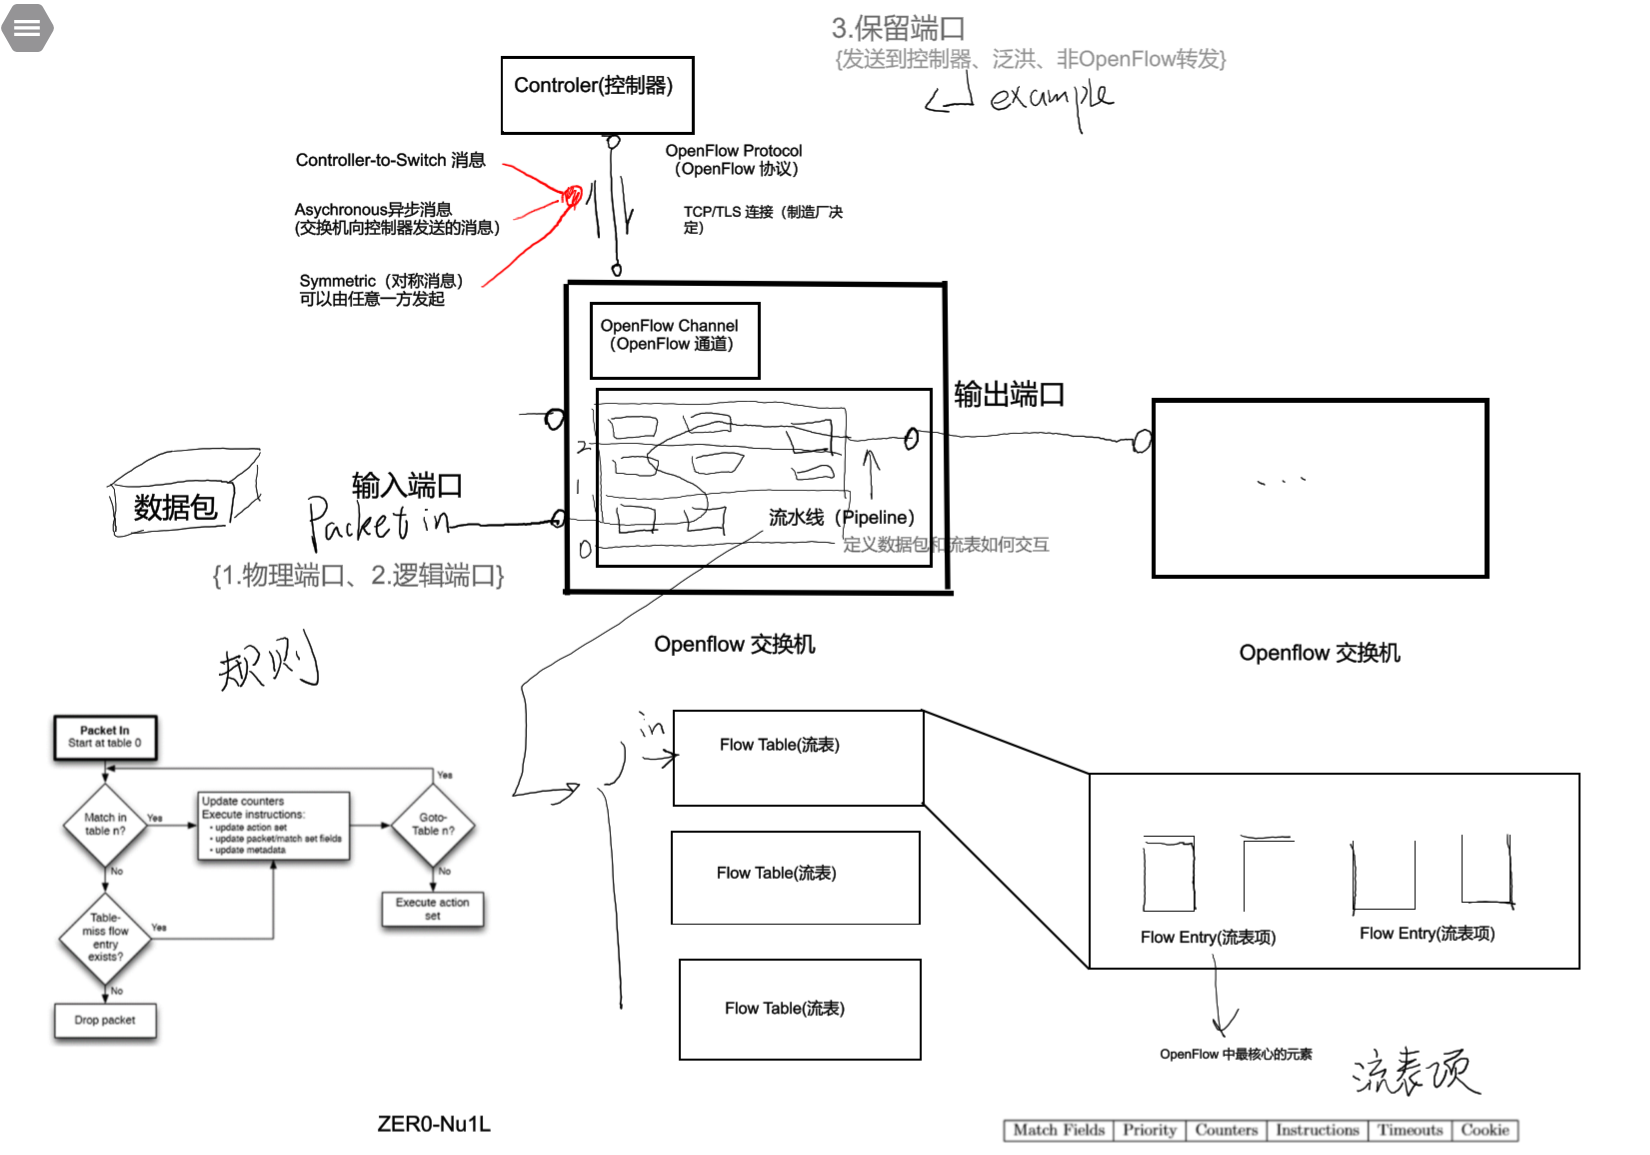 3.保留端口
{发送到控制器、泛洪、非OpenFlow转发}
example
Controler(控制器)
Controller-to-Switch 消息
OpenFlow Protocol
（OpenFlow 协议）
Asychronous异步消息
(交换机向控制器发送的消息）
TCP/TLS 连接（制造厂决
定）
Symmetric（对称消息）
可以由任意一方发起
OpenFlow Channel
（OpenFlow 通道）
输出端口
2
1
0
数据包
输入端口
Packet in
{1.物理端口、2.逻辑端口}
流水线（Pipeline）
定义数据包和流表如何交互
...
Openflow 交换机
Openflow 交换机
规则
Packet In
Start at table 0
Match in
table n?
Yes
No
Update counters
Execute instructions:
• update action set
• update packet/match set fields
• update metadata
Goto-
Table n?
Yes
No
Execute action
set
Table-
miss flow
entry
exists?
Yes
No
Drop packet
in
Flow Table(流表)
Flow Table(流表)
Flow Table(流表)
Flow Entry(流表项)
Flow Entry(流表项)
OpenFlow 中最核心的元素
流表项
ZER0-Nu1L
Match Fields Priority Counters Instructions Timeouts Cookie